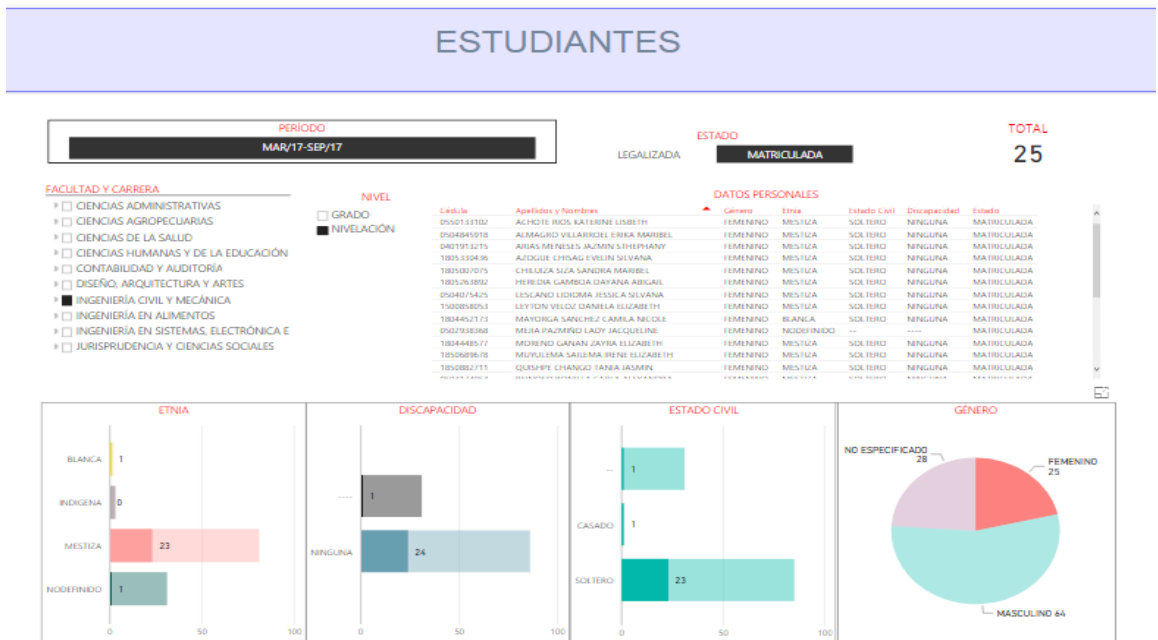 ESTUDIANTES
PERÍODO
MAR/17-SEP/17
ESTADO
LEGALIZADA MATRICULADA
TOTAL
25
FACULTAD Y CARRERA
CIENCIAS ADMINISTRATIVAS
CIENCIAS AGROPECUARIAS
CIENCIAS DE LA SALUD
CIENCIAS HUMANAS Y DE LA EDUCACIÓN
CONTABILIDAD Y AUDITORÍA
DISEÑO, ARQUITECTURA Y ARTES
INGENIERÍA CIVIL Y MECÁNICA
INGENIERÍA EN ALIMENTOS
INGENIERÍA EN SISTEMAS, ELECTRÓNICA E
JURISPRUDENCIA Y CIENCIAS SOCIALES
NIVEL
GRADO
NIVELACIÓN
DATOS PERSONALES
Cédula Apellidos y Nombres Género Etnia Estado Civil Discapacidad Estado
ACHOTE RIOS KATERINE LISBETH FEMENINO MESTIZA SOLTERO NINGUNA MATRICULADA
ALMAGRO VILLARROEL ERIKA MARIBEL FEMENINO MESTIZA SOLTERO NINGUNA MATRICULADA
ARIAS MENESES JAZMIN STHEPHANY FEMENINO MESTIZA SOLTERO NINGUNA MATRICULADA
AZOGUE CHISAG EVELIN SILVANA FEMENINO MESTIZA SOLTERO NINGUNA MATRICULADA
SANDRA MARIBEL FEMENINO MESTIZA SOLTERO NINGUNA MATRICULADA
HEREDIA GAMBOA DAYANA ABIGAIL FEMENINO MESTIZA SOLTERO NINGUNA MATRICULADA
JESSICA SILVANA FEMENINO MESTIZA SOLTERO NINGUNA MATRICULADA
LEYTON VELOZ DANIELA ELIZABETH FEMENINO MESTIZA SOLTERO NINGUNA MATRICULADA
MAYORGA SANCHEZ CAMILA NICOLE FEMENINO BLANCA SOLTERO NINGUNA MATRICULADA
MEJIA PAZMIÑO LADY JACQUELINE FEMENINO NODEFINIDO -- ---- MATRICULADA
MORENO GANAN ZAYRA ELIZABETH FEMENINO MESTIZA SOLTERO NINGUNA MATRICULADA
MUYULEMA SAILEMA IRENE ELIZABETH FEMENINO MESTIZA SOLTERO NINGUNA MATRICULADA
QUISHPE CHANGO TANIA JASMIN FEMENINO MESTIZA SOLTERO NINGUNA MATRICULADA
ETNIA
BLANCA 1
INDIGENA 0
MESTIZA 23
NODEFINIDO 1
0 50 100
DISCAPACIDAD
---- 1
NINGUNA 24
0 50 100
ESTADO CIVIL
-- 1
CASADO 1
SOLTERO 23
0 50 100
GÉNERO
NO ESPECIFICADO
28
FEMENINO
25
MASCULINO 64